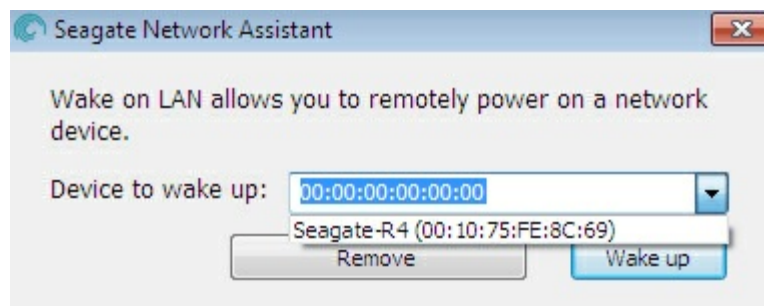 Seagate Network Assistant
Wake on LAN allows you to remotely power on a network
device.
Device to wake up: 00:00:00:00:00:00
Seagate-R4 (00:10:75:FE:8C:69)
Remove Wake up